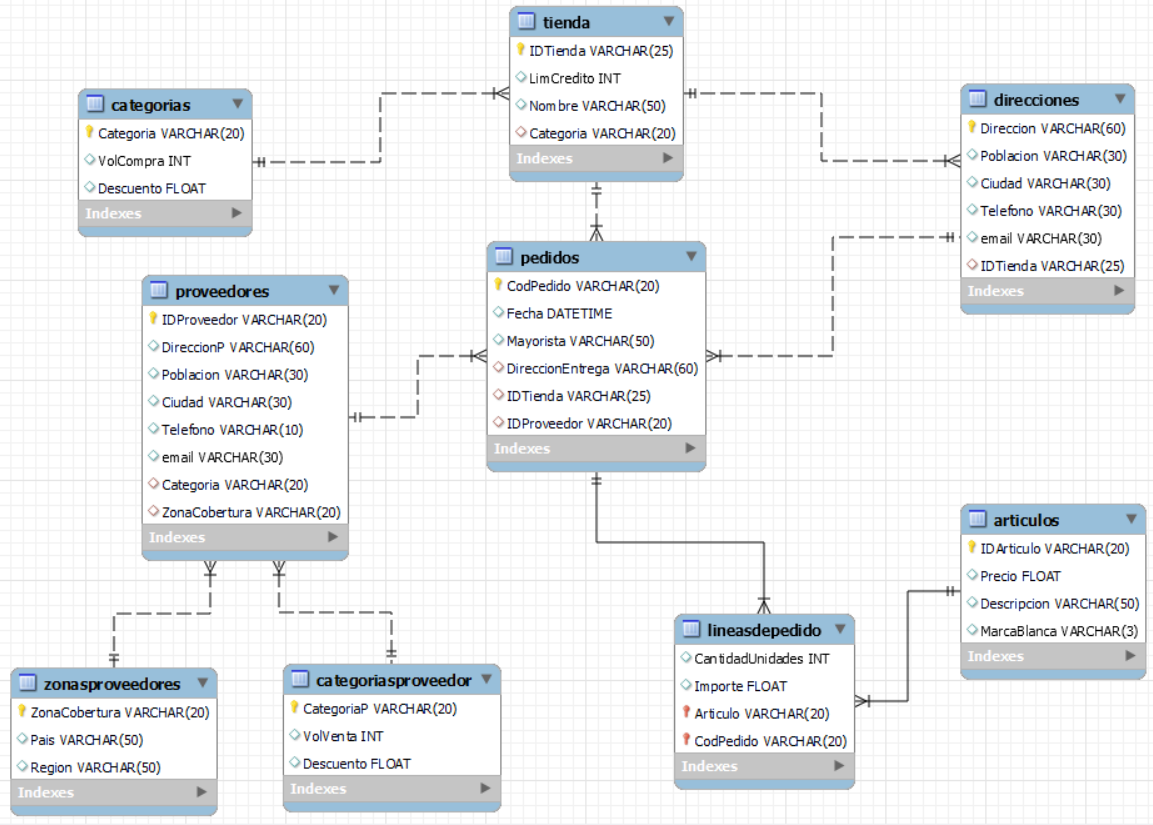 tienda
IDTienda VARCHAR(25)
LimCredito INT
Nombre VARCHAR(50)
Categoria VARCHAR(20)
Indexes
categorias
Categoria VARCHAR(20)
VolCompra INT
Descuento FLOAT
Indexes
direcciones
Direccion VARCHAR(60)
Poblacion VARCHAR(30)
Ciudad VARCHAR(30)
Telefono VARCHAR(30)
email VARCHAR(30)
IDTienda VARCHAR(25)
Indexes
pedidos
CodPedido VARCHAR(20)
Fecha DATETIME
Mayorista VARCHAR(50)
DireccionEntrega VARCHAR(60)
IDTienda VARCHAR(25)
IDProveedor VARCHAR(20)
Indexes
proveedores
IDProveedor VARCHAR(20)
DireccionP VARCHAR(60)
Poblacion VARCHAR(30)
Ciudad VARCHAR(30)
Telefono VARCHAR(10)
email VARCHAR(30)
Categoria VARCHAR(20)
ZonaCobertura VARCHAR(20)
Indexes
articulos
IDArticulo VARCHAR(20)
Precio FLOAT
Descripcion VARCHAR(50)
MarcaBlanca VARCHAR(3)
Indexes
lineasdepedido
CantidadUnidades INT
Importe FLOAT
Articulo VARCHAR(20)
CodPedido VARCHAR(20)
Indexes
zonasproveedores
ZonaCobertura VARCHAR(20)
Pais VARCHAR(50)
Region VARCHAR(50)
Indexes
categoriasproveedor
CategoriaP VARCHAR(20)
VolVenta INT
Descuento FLOAT
Indexes